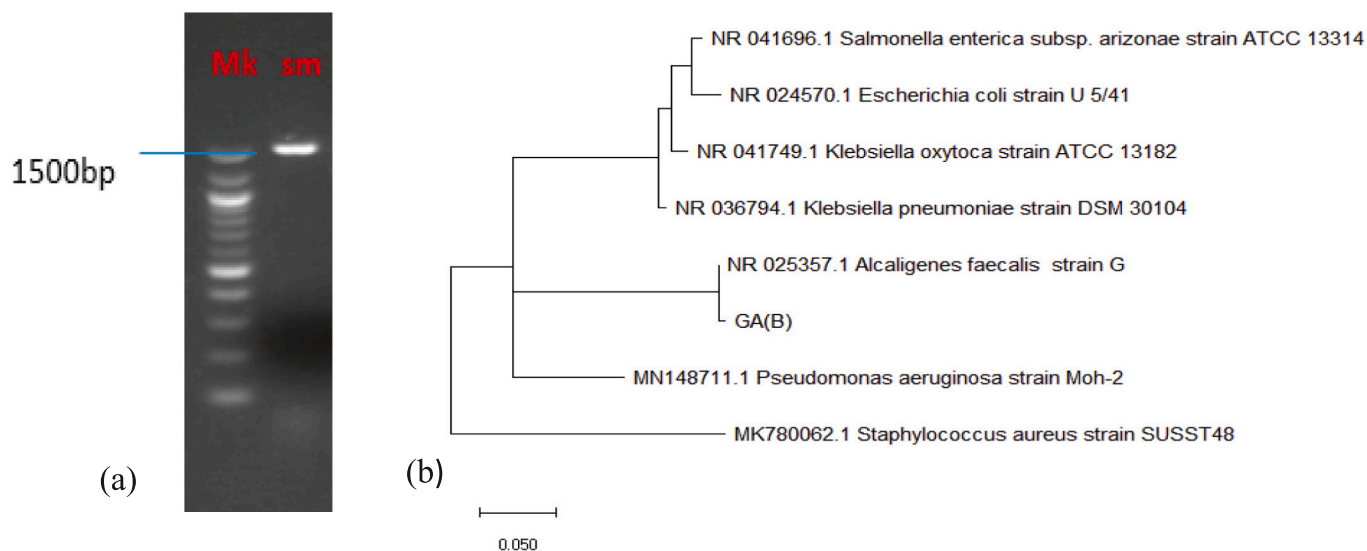 Mk sm
1500bp
(a)
NR 041696.1 Salmonella enterica subsp. arizonae strain ATCC 13314
NR 024570.1 Escherichia coli strain U 5/41
NR 041749.1 Klebsiella oxytoca strain ATCC 13182
NR 036794.1 Klebsiella pneumoniae strain DSM 30104
NR 025357.1 Alcaligenes faecalis strain G
GA(B)
MN148711.1 Pseudomonas aeruginosa strain Moh-2
MK780062.1 Staphylococcus aureus strain SUSST48
(b)
0.050